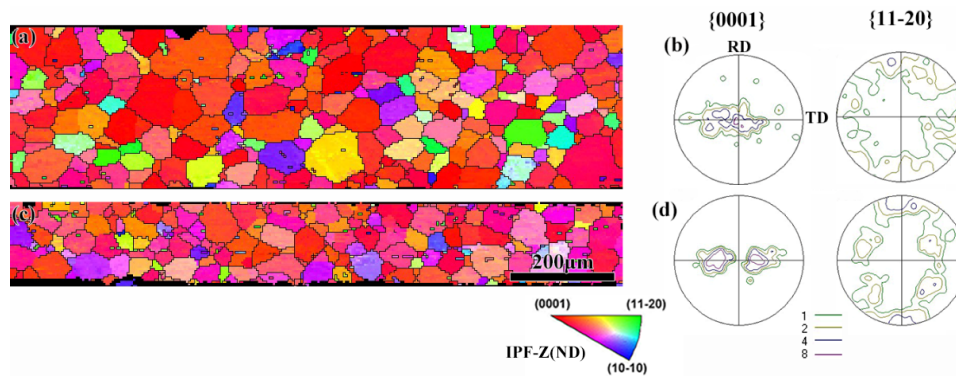 (a)
{0001}
{11-20}
(b)
RD
TD
(c)
(d)
200μm
(0001)
(11-20)
IPF-Z(ND)
(10-10)
1
2
4
8